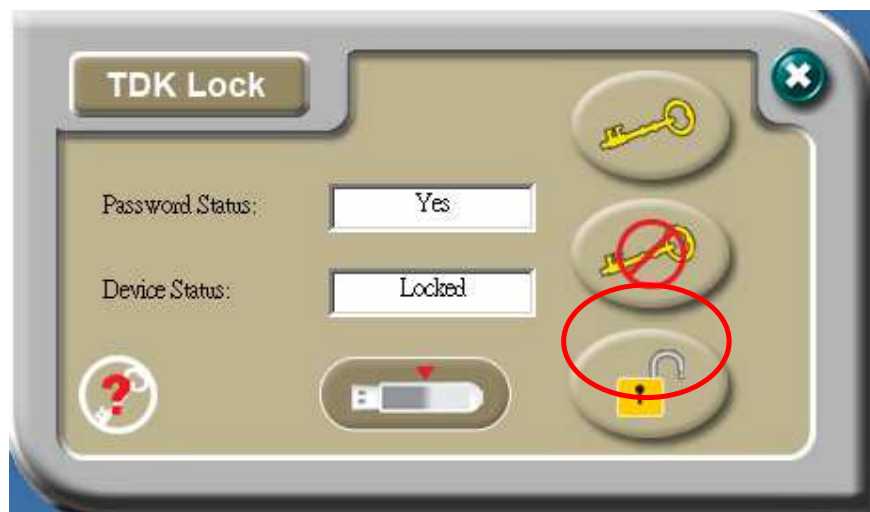 TDK Lock
Password Status:
Yes
Device Status:
Locked
?